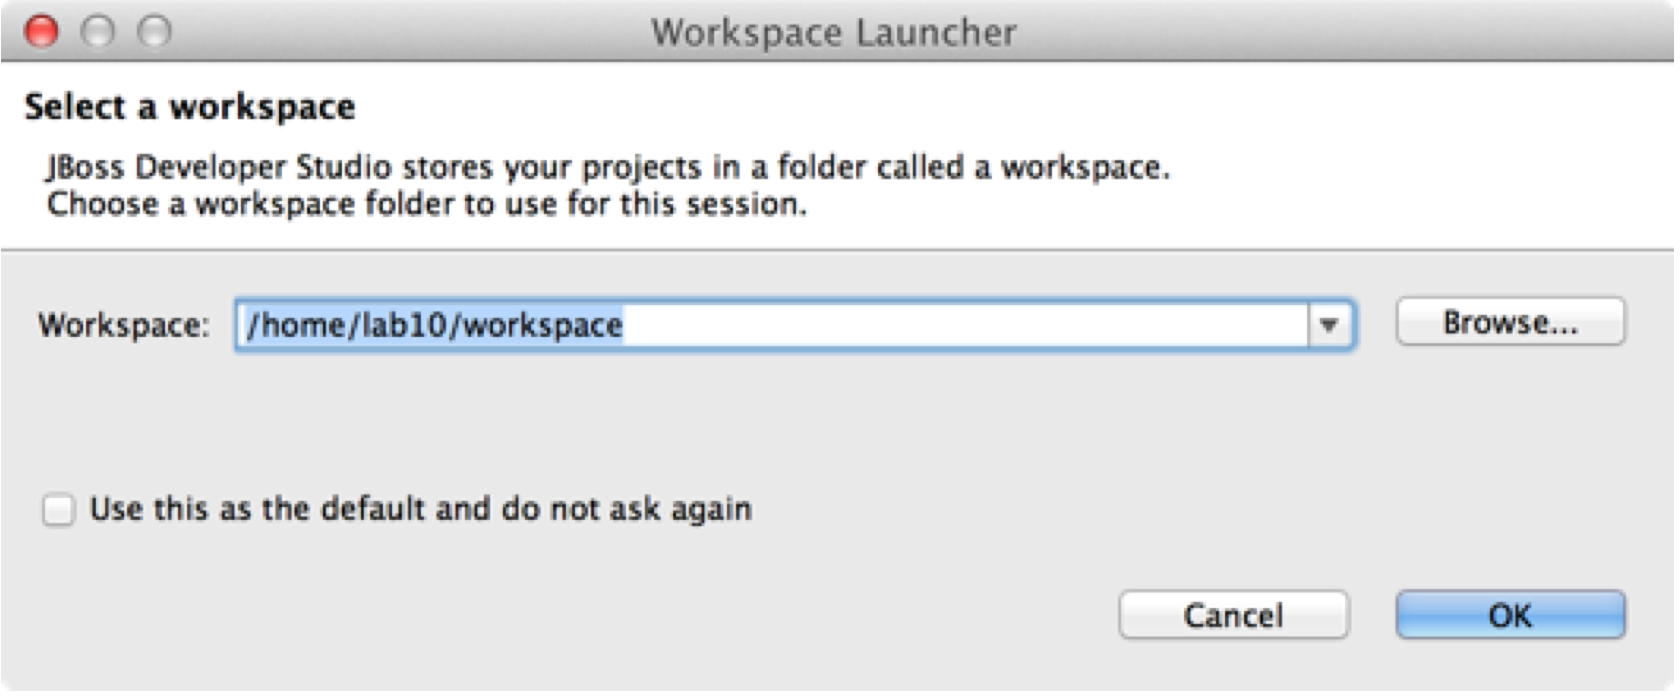 Workspace Launcher
Select a workspace
JBoss Developer Studio stores your projects in a folder called a workspace.
Choose a workspace folder to use for this session.
Workspace: /home/lab10/workspace Browse...
Use this as the default and do not ask again
Cancel OK